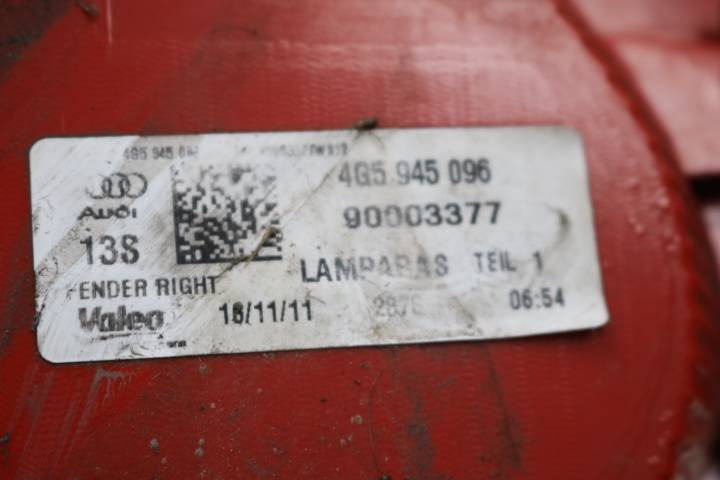 4G5 945 096
AUDI
90003377
13S
LAMPARAS TEIL 1
FENDER RIGHT
Valeo 18/11/11 06:54